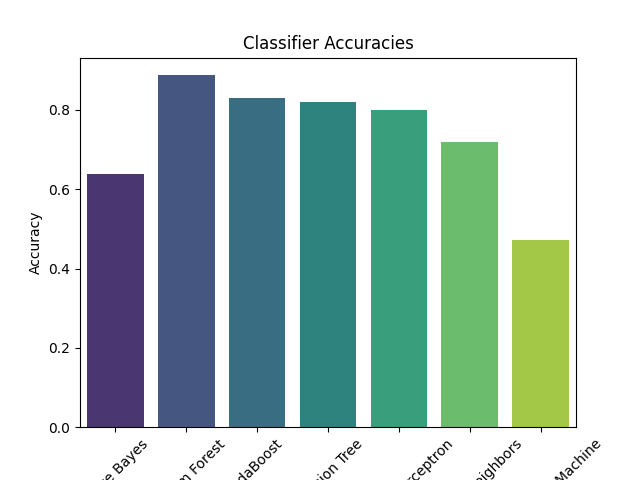 Classifier Accuracies
Accuracy
0.8
0.6
0.4
0.2
0.0
e Bayes
m Forest
daBoost
ion Tree
rceptron
eighbors
Machine